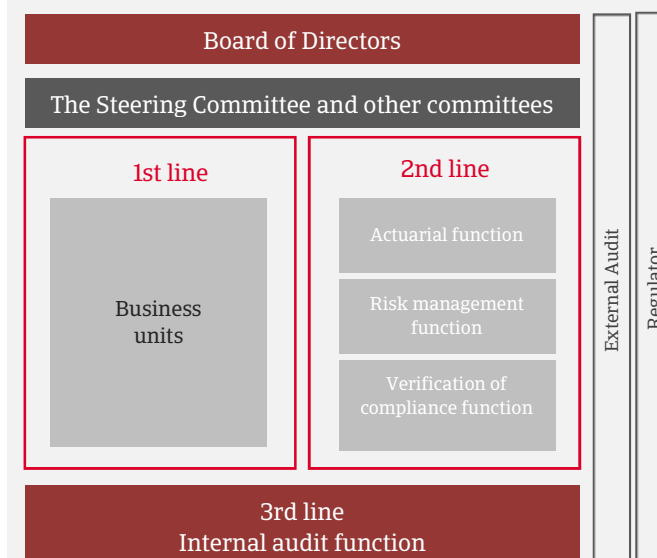 Board of Directors
The Steering Committee and other committees
1st line
Business
units
2nd line
Actuarial function
Risk management
function
Verification of
compliance function
3rd line
Internal audit function
External Audit
Regulator